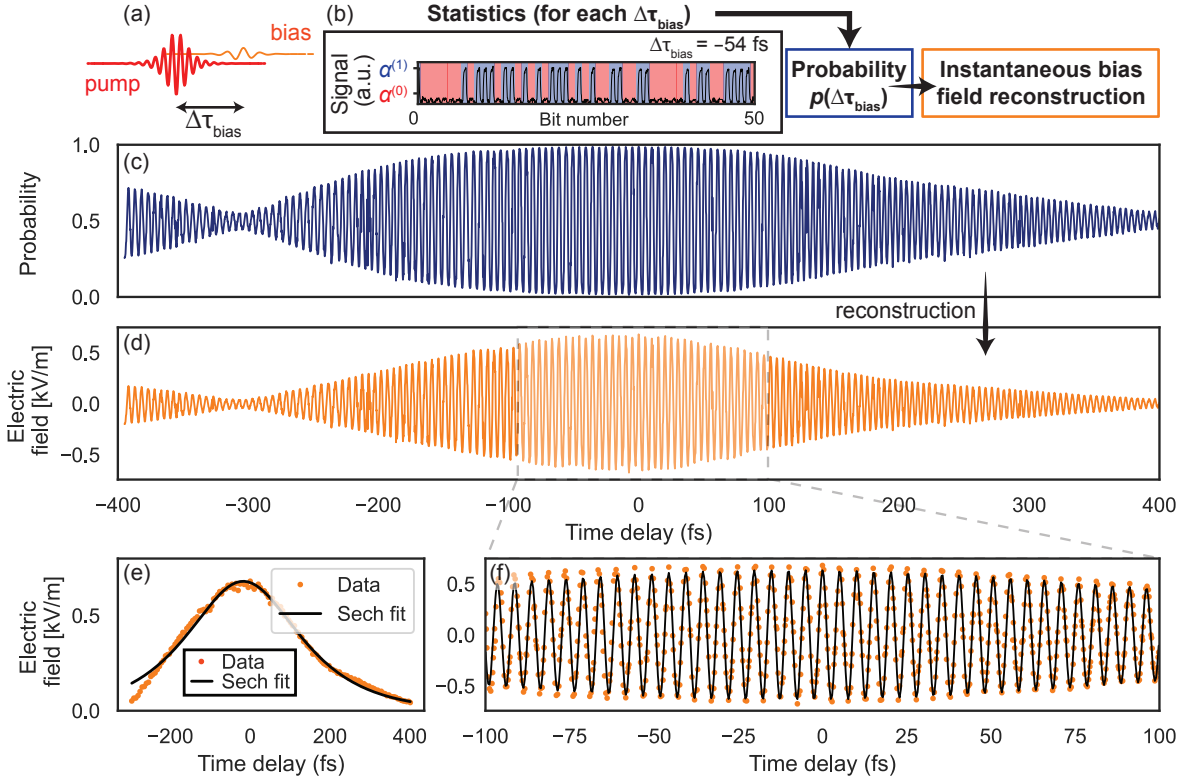 (a)
bias
pump
Δτbias
(b)
Statistics (for each Δτbias)
Δτbias = −54 fs
Signal
(a.u.)
α(1)
α(0)
0
Bit number
50
Probability
p(Δτbias)
Instantaneous bias
field reconstruction
(c)
Probability
1.0
0.5
0.0
reconstruction
(d)
Electric
field [kV/m]
0.5
0.0
−0.5
−400 −300 −200 −100 0 100 200 300 400
Time delay (fs)
(e)
Electric
field [kV/m]
0.5
0.0
Data
Sech fit
Data
Sech fit
−200 0 200 400
Time delay (fs)
(f)
0.5
0.0
−0.5
−100 −75 −50 −25 0 25 50 75 100
Time delay (fs)